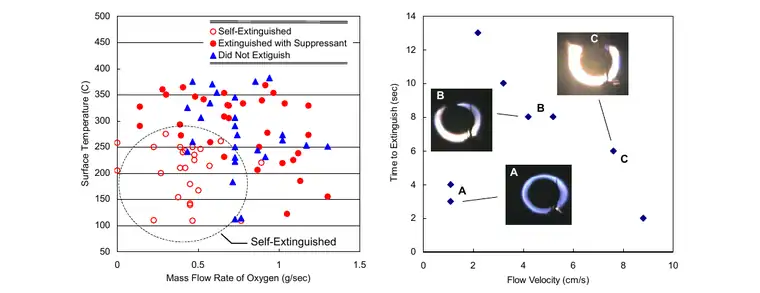 Self-Extinguished
Extinguished with Suppressant
Did Not Extiguish
500
450
400
350
300
250
200
150
100
50
0
0.5
1
1.5
Surface Temperature (C)
Mass Flow Rate of Oxygen (g/sec)
Self-Extinguished
14
12
10
8
6
4
2
0
0
2
4
6
8
10
Time to Extinguish (sec)
Flow Velocity (cm/s)
C
B
B
C
A
A